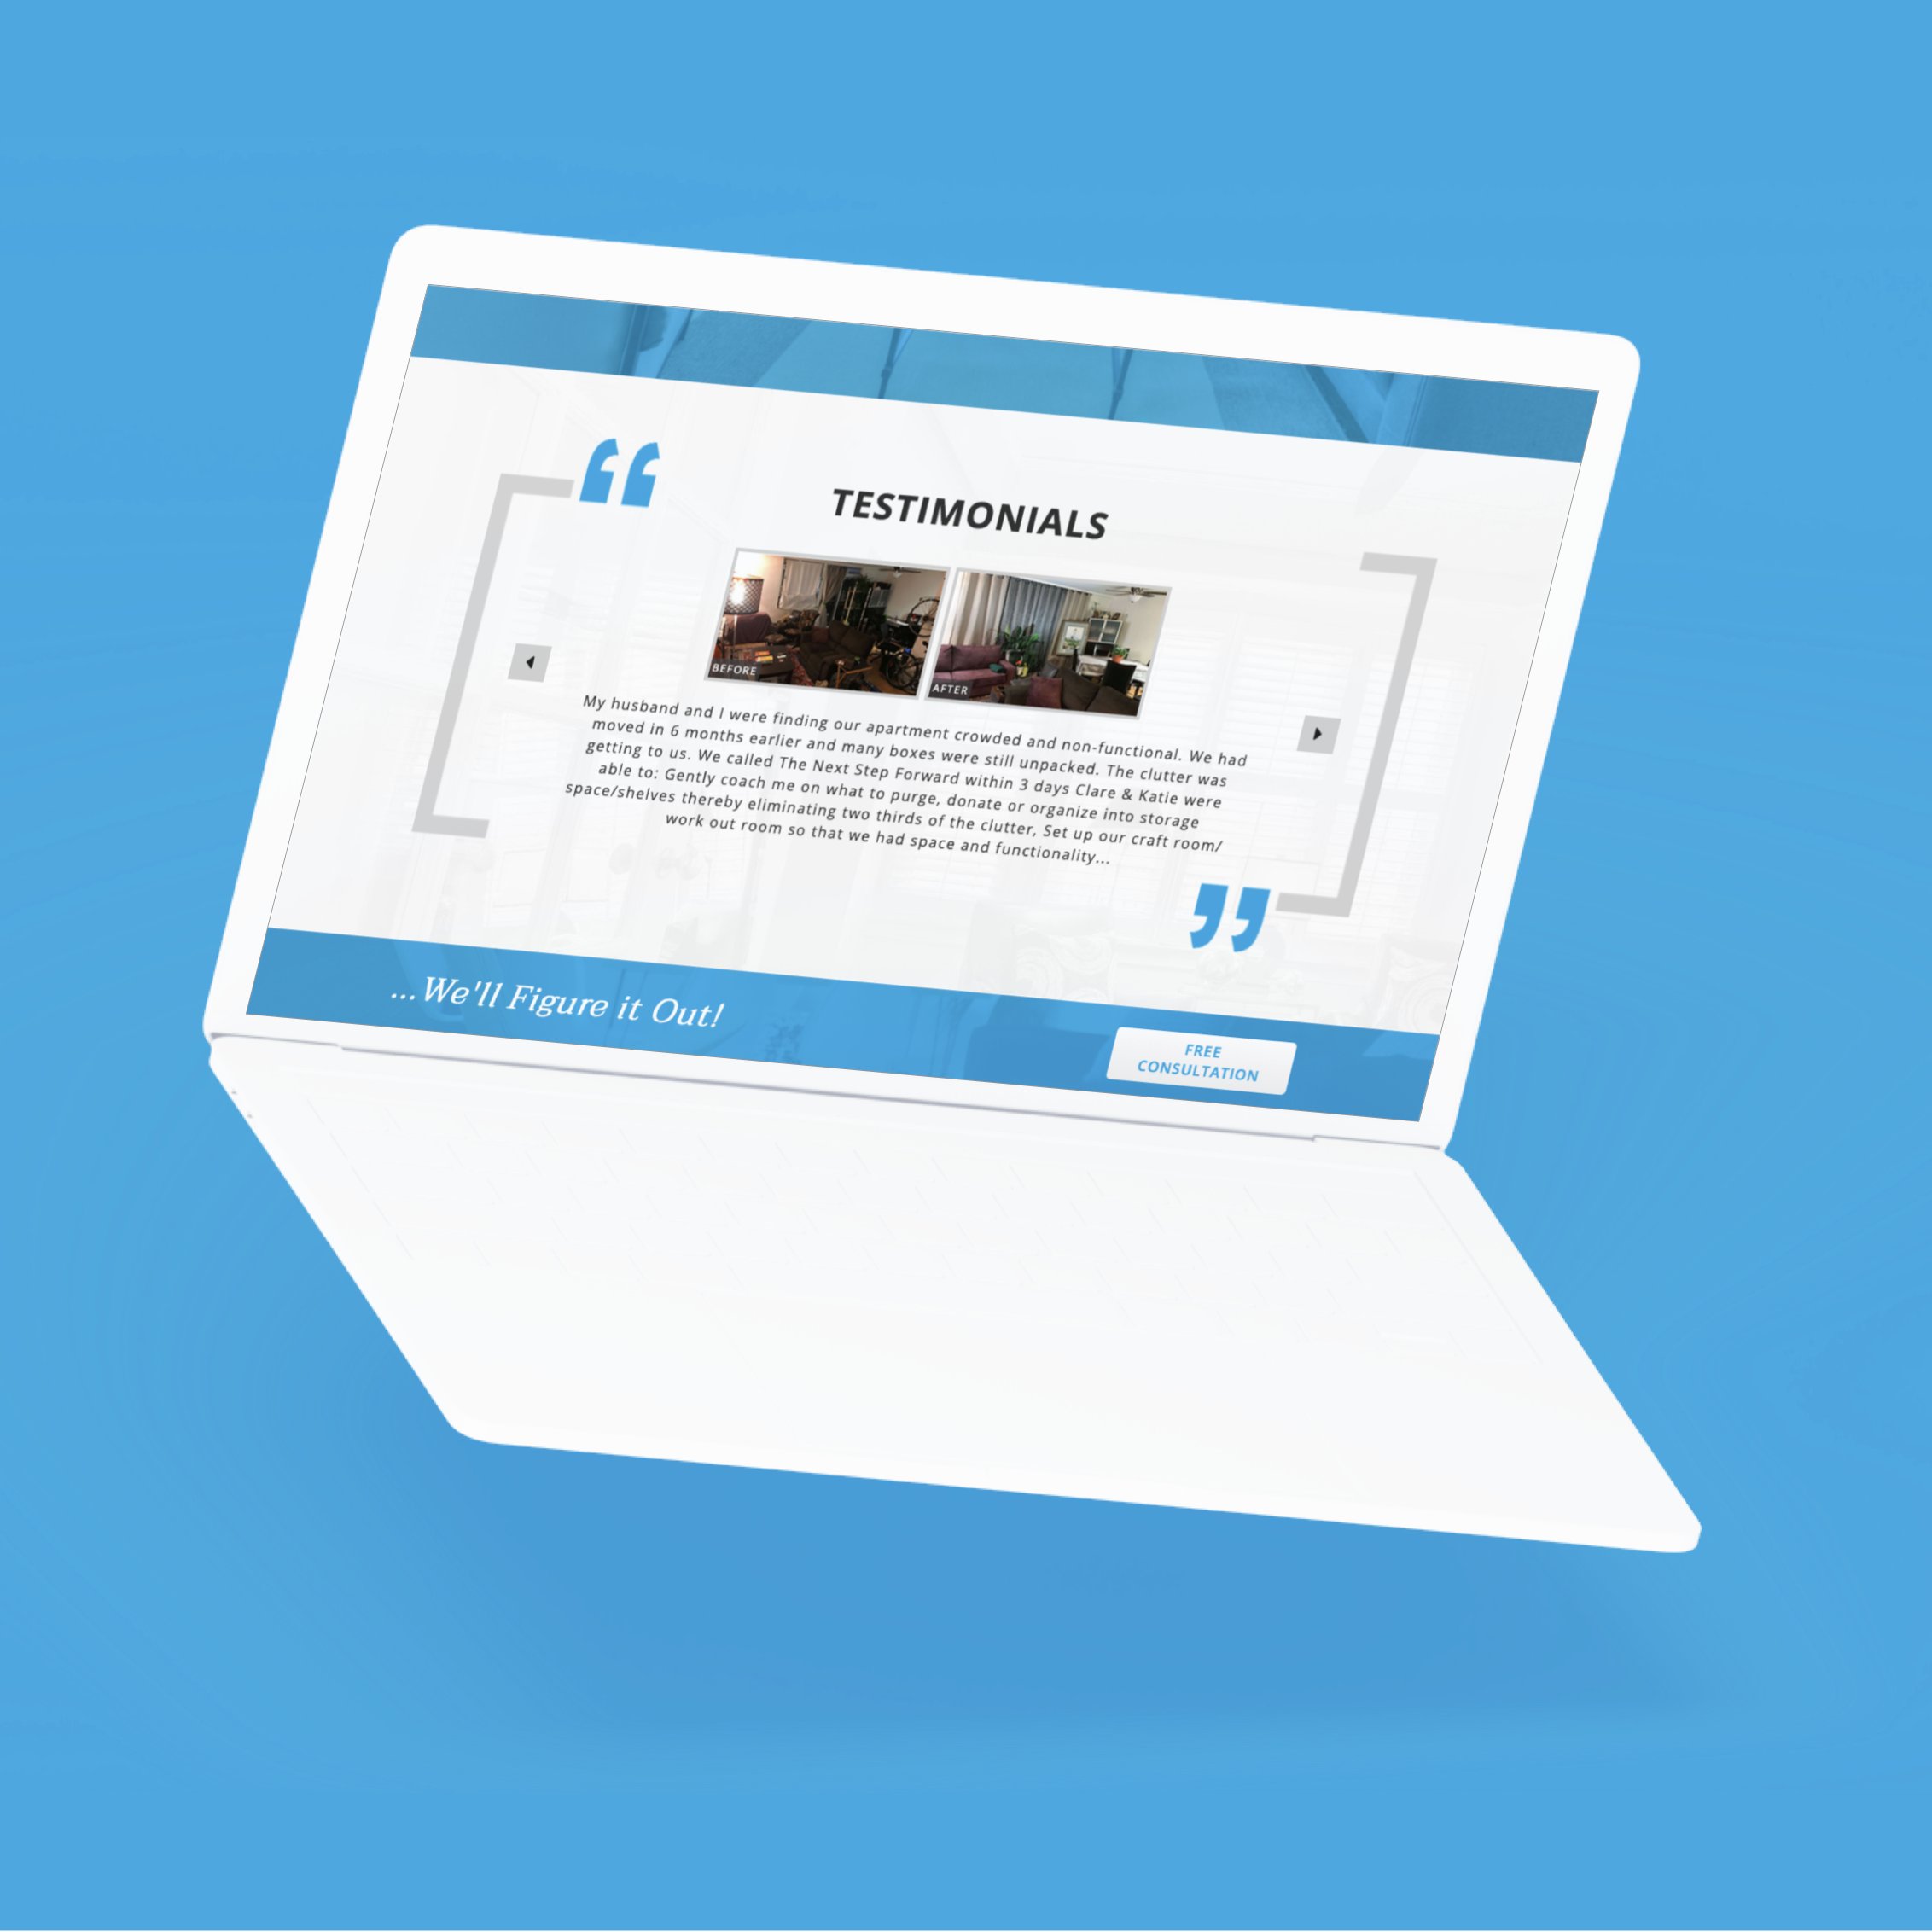 “
TESTIMONIALS
BEFORE
AFTER
My husband and I were finding our apartment crowded and non-functional. We had
moved in 6 months earlier and many boxes were still unpacked. The clutter was
getting to us. We called The Next Step Forward within 3 days Clare & Katie were
able to: Gently coach me on what to purge, donate or organize into storage
space/shelves thereby eliminating two thirds of the clutter, Set up our craft room/
work out room so that we had space and functionality...
”
...We'll Figure it Out!
FREE
CONSULTATION